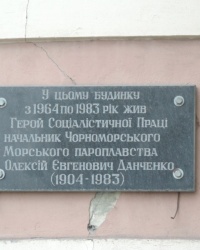 У цьому будинку
з 1964 по 1983 рік жив
Герой Соціалістичної Праці
начальник Чорноморського
Морського пароплавства
Олексій Євгенович Данченко
(1904-1983)